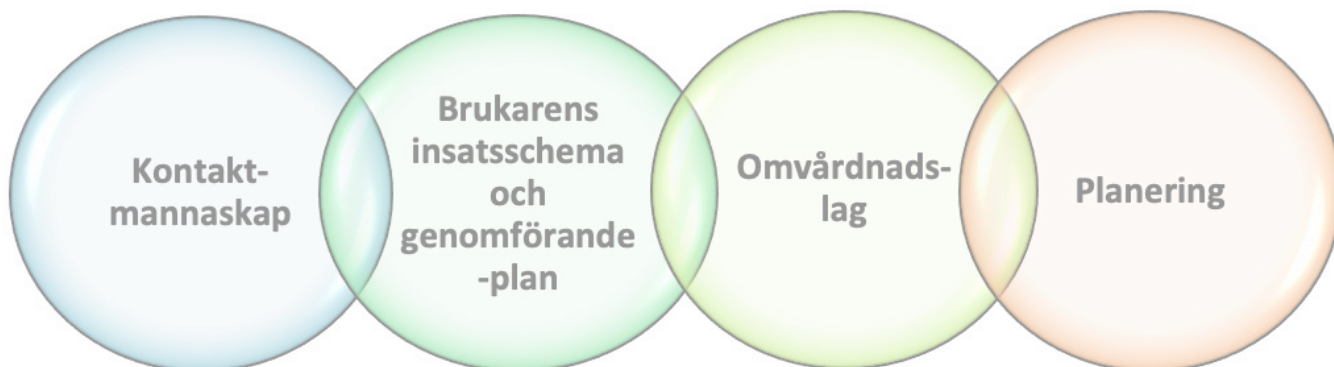 Kontakt-
mannaskap
Brukarens
insatsschema
och
genomförande
-plan
Omvårdnads-
lag
Planering